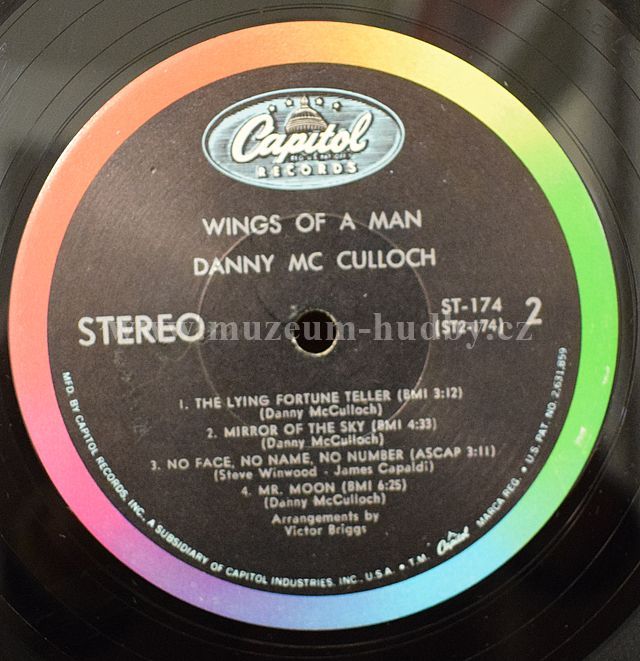 Capitol
REG. U.S. PAT. OFF.
RECORDS
WINGS OF A MAN
DANNY MC CULLOCH
STEREO
ST-174
(ST2-174)
2
www.muzeum-hudby.cz
1. THE LYING FORTUNE TELLER (BMI 3:12)
(Danny McCulloch)
2. MIRROR OF THE SKY (BMI 4:33)
(Danny McCulloch)
3. NO FACE, NO NAME, NO NUMBER (ASCAP 3:11)
(Steve Winwood - James Capaldi)
4. MR. MOON (BMI 6:25)
(Danny McCulloch)
Arrangements by
Victor Briggs
MFD. BY CAPITOL RECORDS, INC., A SUBSIDIARY OF CAPITOL INDUSTRIES, INC., U.S.A. • T.M. Capitol MARCA REG. • U.S. PAT. NO. 2,631,859